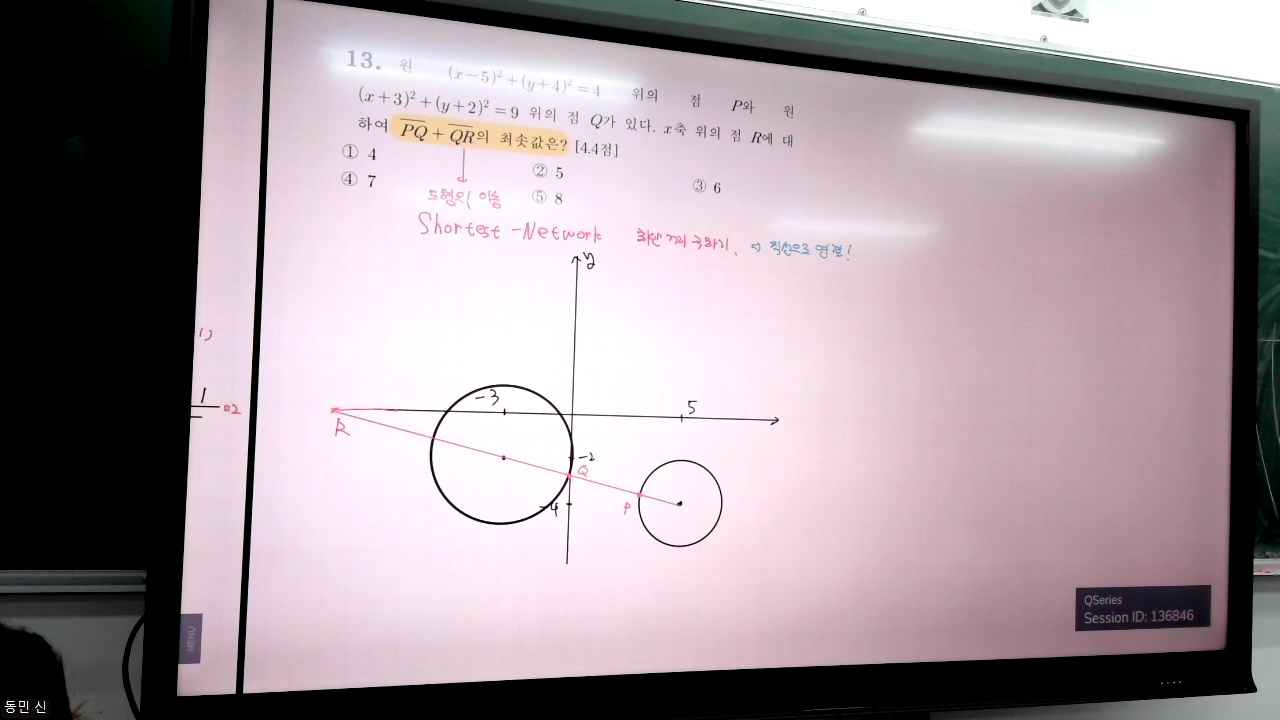 13. 원 (x-5)²+(y+4)²=4 위의 점 P와 원
(x+3)²+(y+2)²=9 위의 점 Q가 있다. x축 위의 점 R에 대
하여 PQ+QR의 최솟값은? [4.4점]
① 4 ② 5 ③ 6
④ 7 ⑤ 8
도형의 이동
Shortest-Network 최단 거리 구하기. ⇒ 직선으로 연결!
y
-3 5
R
-2
Q
-4 P
1
MENU
QSeries
Session ID: 136846
동민 신